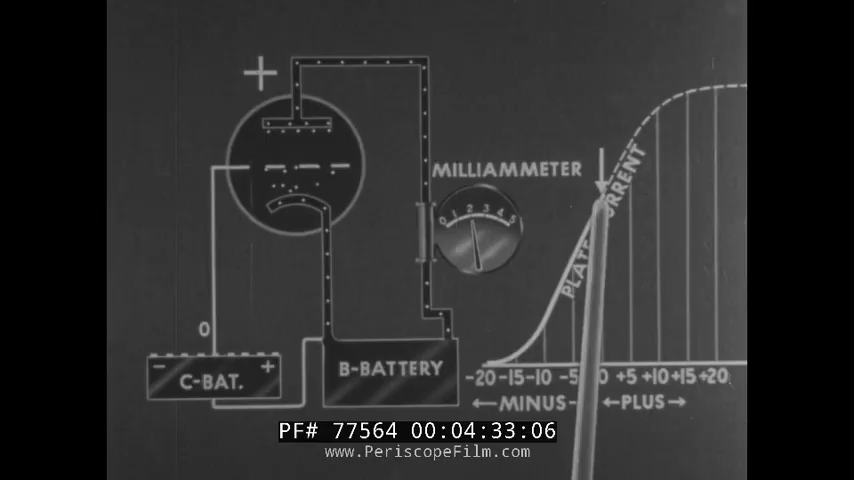 +
MILLIAMMETER
0 1 2 3 4 5
PLATE CURRENT
0
- +
C-BAT.
B-BATTERY
-20 -15 -10 -5 0 +5 +10 +15 +20
←MINUS- ←PLUS→
PF# 77564 00:04:33:06
www.PeriscopeFilm.com